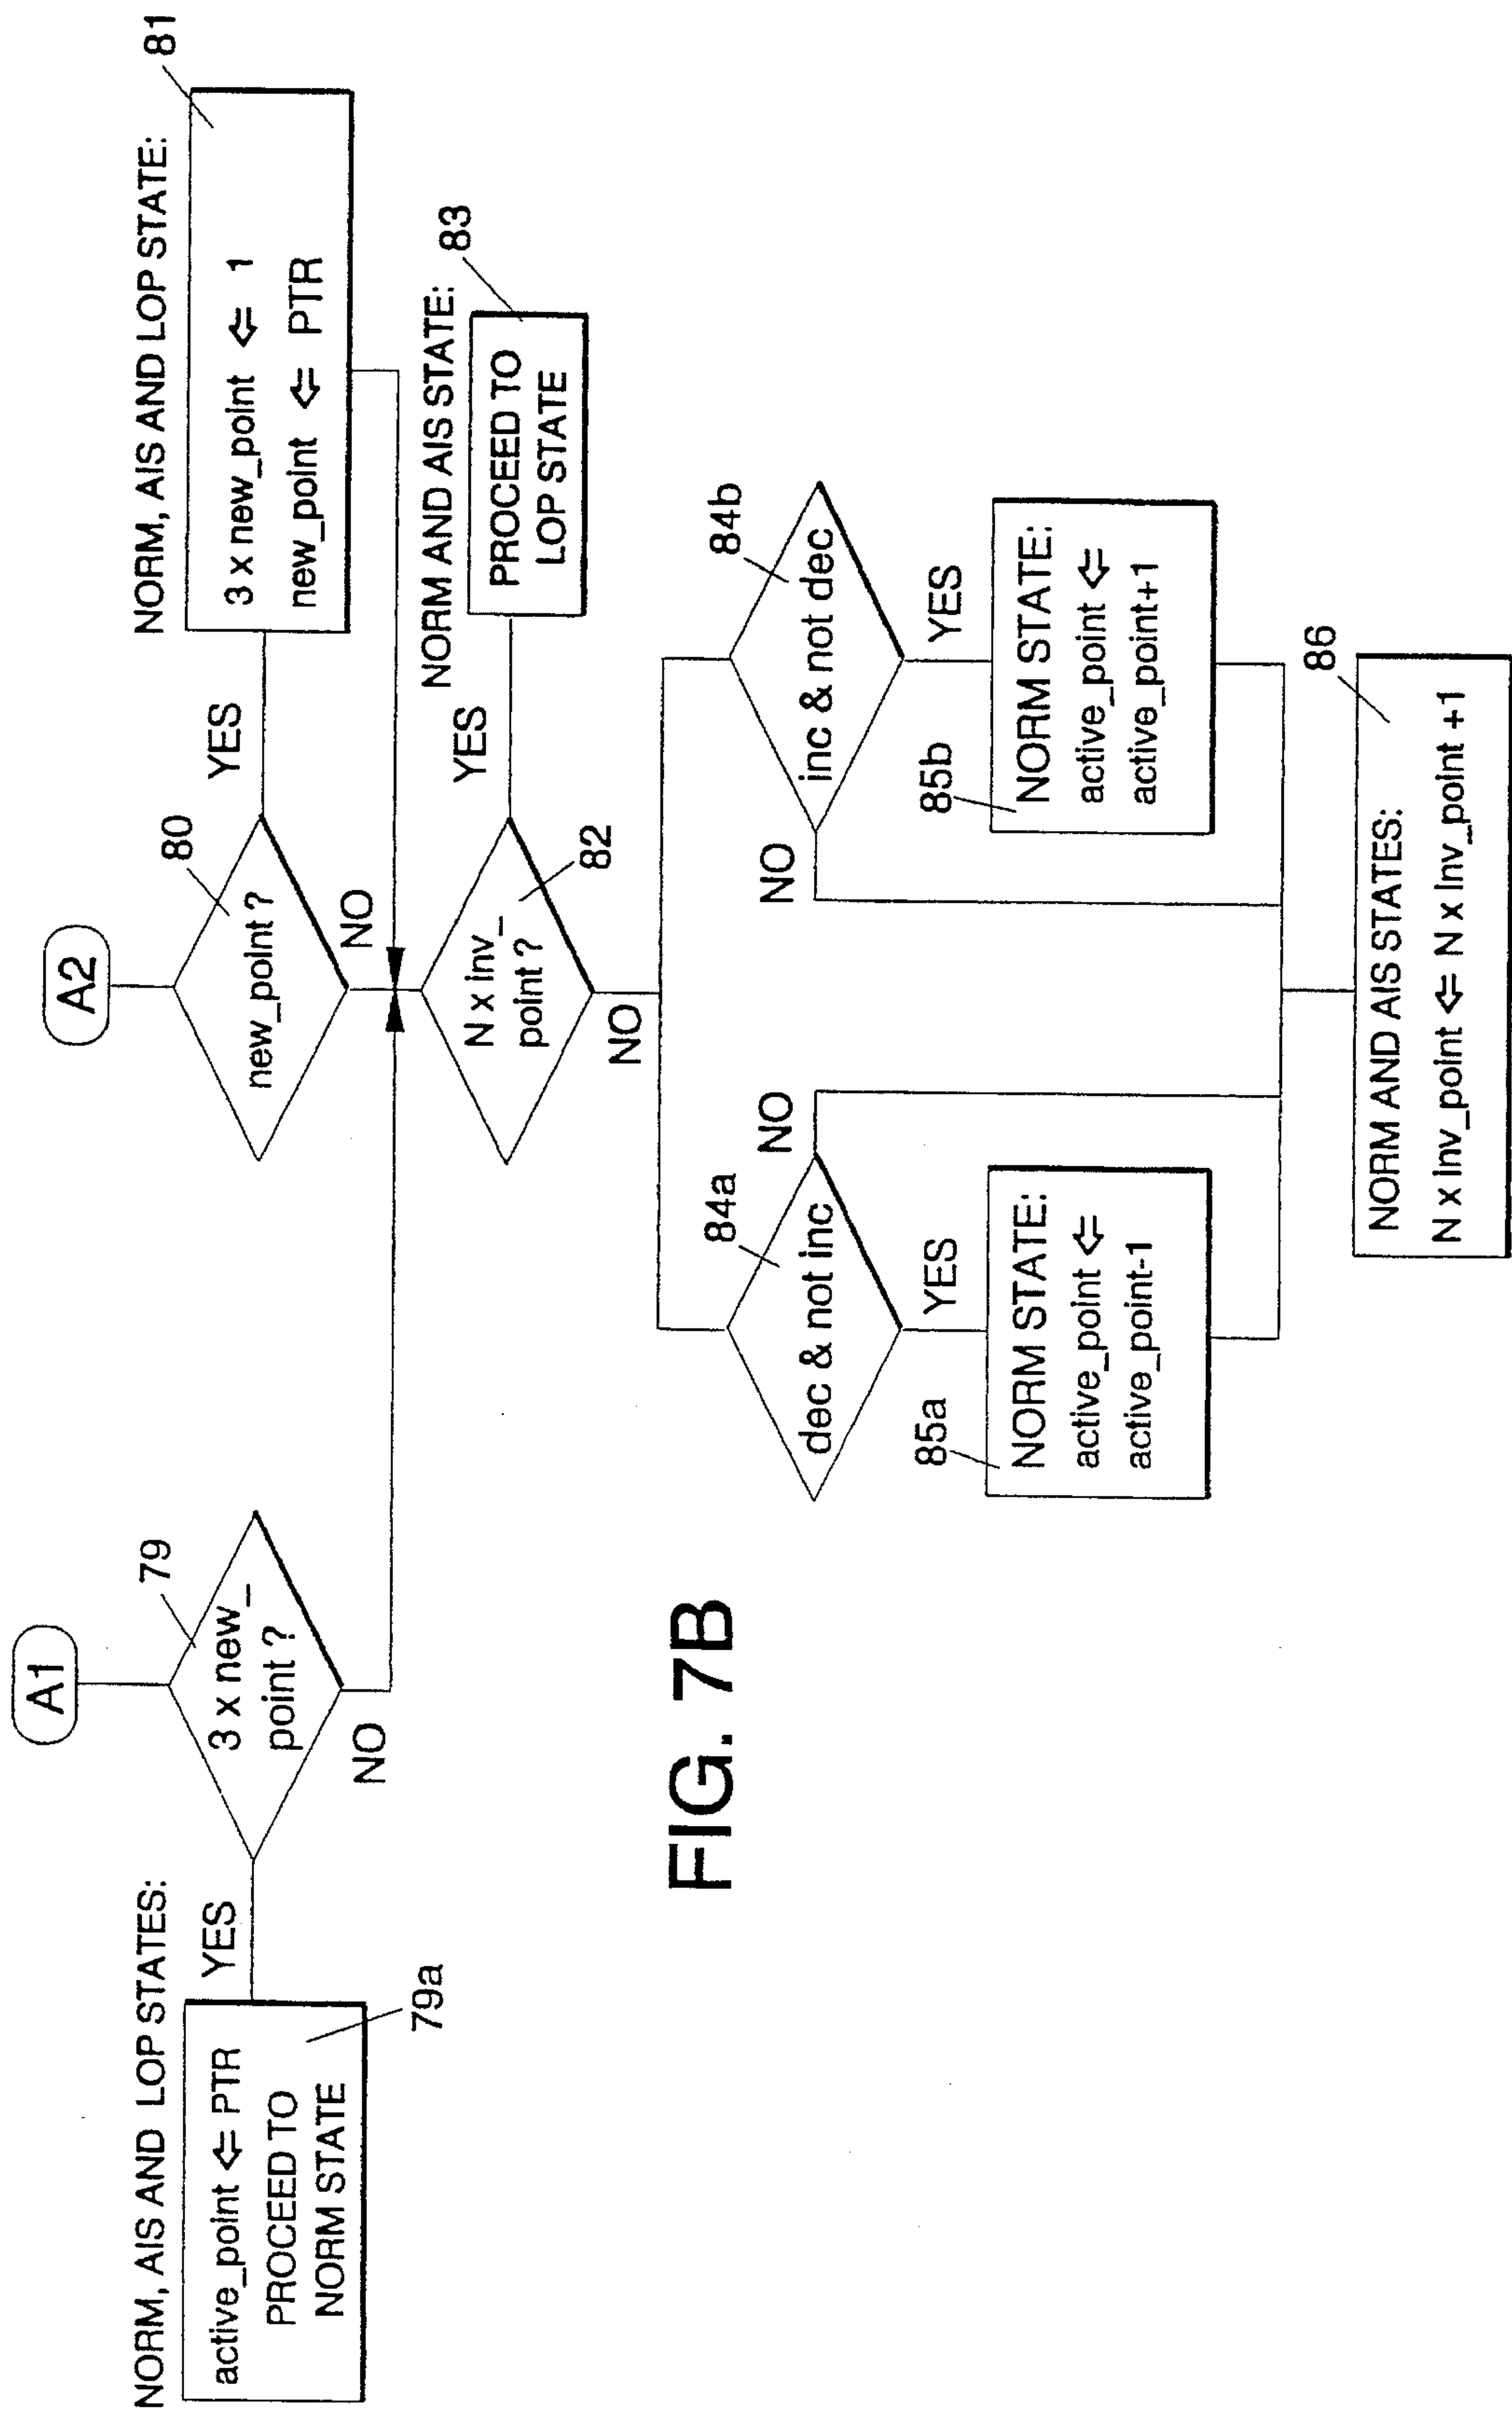 A1
A2
NORM, AIS AND LOP STATES:
active_point ⇐ PTR
PROCEED TO
NORM STATE
79a
YES
79
3 x new_
point ?
NO
80
new_point ?
YES
NO
NORM, AIS AND LOP STATE:
81
3 x new_point ⇐ 1
new_point ⇐ PTR
82
N x inv_
point ?
YES
NO
NORM AND AIS STATE:
83
PROCEED TO
LOP STATE
84a
dec & not inc
NO
YES
84b
inc & not dec
NO
YES
85a
NORM STATE:
active_point ⇐
active_point-1
85b
NORM STATE:
active_point ⇐
active_point+1
86
NORM AND AIS STATES:
N x inv_point ⇐ N x inv_point +1
FIG. 7B